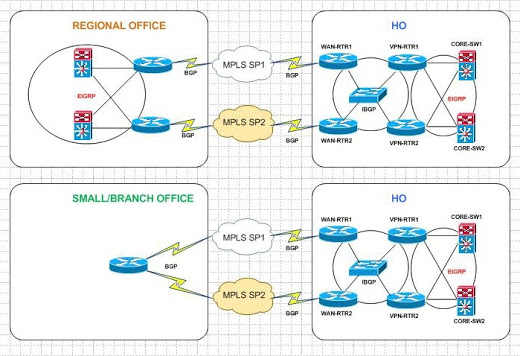 REGIONAL OFFICE
HO
WAN-RTR1
VPN-RTR1
CORE-SW1
MPLS SP1
BGP
BGP
EIGRP
EIGRP
IBGP
MPLS SP2
BGP
BGP
WAN-RTR2
VPN-RTR2
CORE-SW2
SMALL/BRANCH OFFICE
HO
WAN-RTR1
VPN-RTR1
CORE-SW1
MPLS SP1
BGP
BGP
EIGRP
IBGP
MPLS SP2
BGP
WAN-RTR2
VPN-RTR2
CORE-SW2